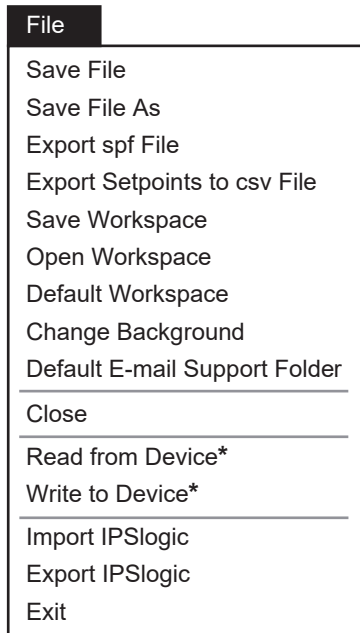 File
Save File
Save File As
Export spf File
Export Setpoints to csv File
Save Workspace
Open Workspace
Default Workspace
Change Background
Default E-mail Support Folder
Close
Read from Device*
Write to Device*
Import IPSlogic
Export IPSlogic
Exit